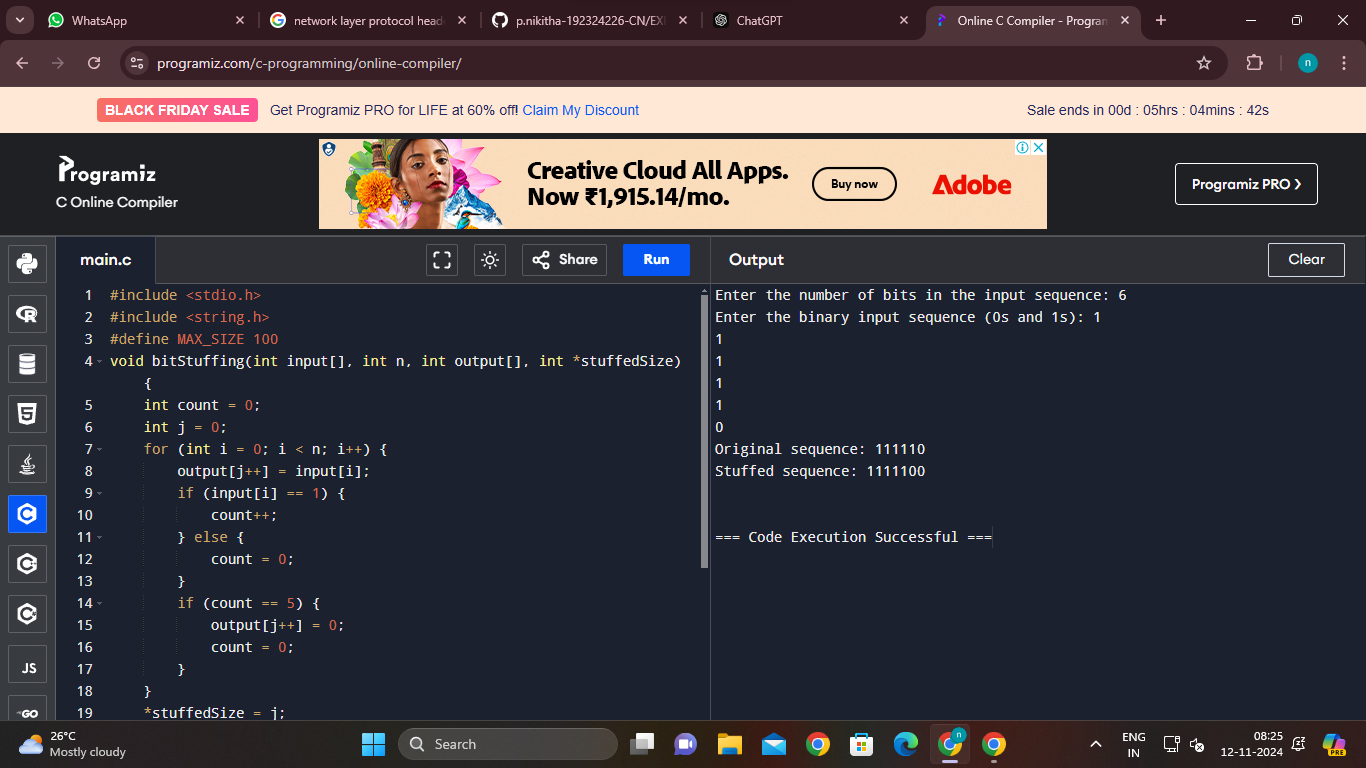 WhatsApp
network layer protocol head
p.nikitha-192324226-CN/EX
ChatGPT
Online C Compiler - Program
programiz.com/c-programming/online-compiler/
n
BLACK FRIDAY SALE Get Programiz PRO for LIFE at 60% off! Claim My Discount
Sale ends in 00d : 05hrs : 04mins : 42s
Programiz
C Online Compiler
Creative Cloud All Apps.
Now ₹1,915.14/mo.
Buy now
Adobe
Programiz PRO
main.c
Share
Run
Output
Clear
1 #include <stdio.h>
2 #include <string.h>
3 #define MAX_SIZE 100
4 void bitStuffing(int input[], int n, int output[], int *stuffedSize)
{
5 int count = 0;
6 int j = 0;
7 for (int i = 0; i < n; i++) {
8 output[j++] = input[i];
9 if (input[i] == 1) {
10 count++;
11 } else {
12 count = 0;
13 }
14 if (count == 5) {
15 output[j++] = 0;
16 count = 0;
17 }
18 }
19 *stuffedSize = j;
Enter the number of bits in the input sequence: 6
Enter the binary input sequence (0s and 1s): 1
1
1
1
1
0
Original sequence: 111110
Stuffed sequence: 1111100
=== Code Execution Successful ===
JS
GO
26°C
Mostly cloudy
Search
n
ENG
IN
08:25
12-11-2024
PRE